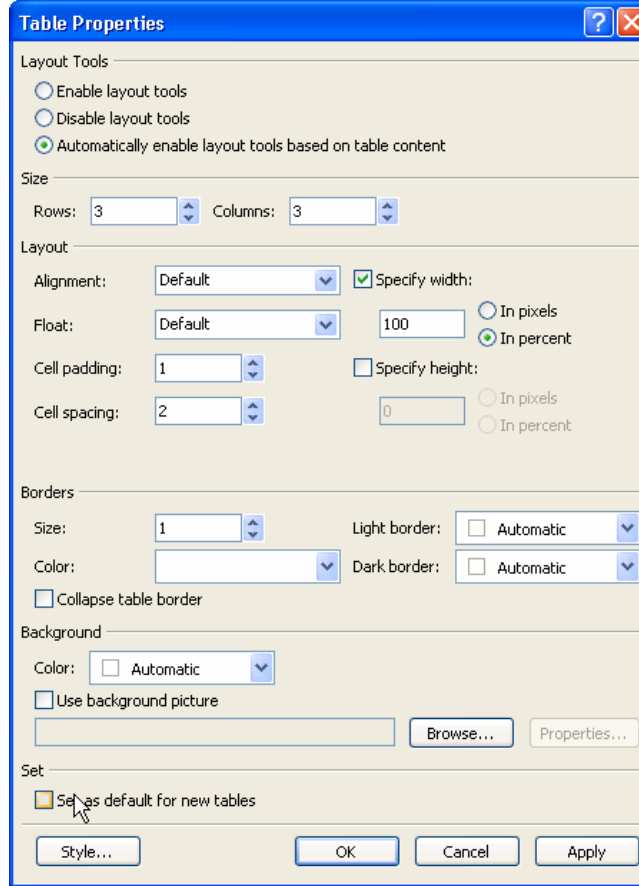 Table Properties
Layout Tools
Enable layout tools
Disable layout tools
Automatically enable layout tools based on table content
Size
Rows: 3 Columns: 3
Layout
Alignment: Default Specify width:
Float: Default 100 In pixels
In percent
Cell padding: 1 Specify height:
Cell spacing: 2 0 In pixels
In percent
Borders
Size: 1 Light border: Automatic
Color: Dark border: Automatic
Collapse table border
Background
Color: Automatic
Use background picture
Browse... Properties...
Set
Set as default for new tables
Style... OK Cancel Apply